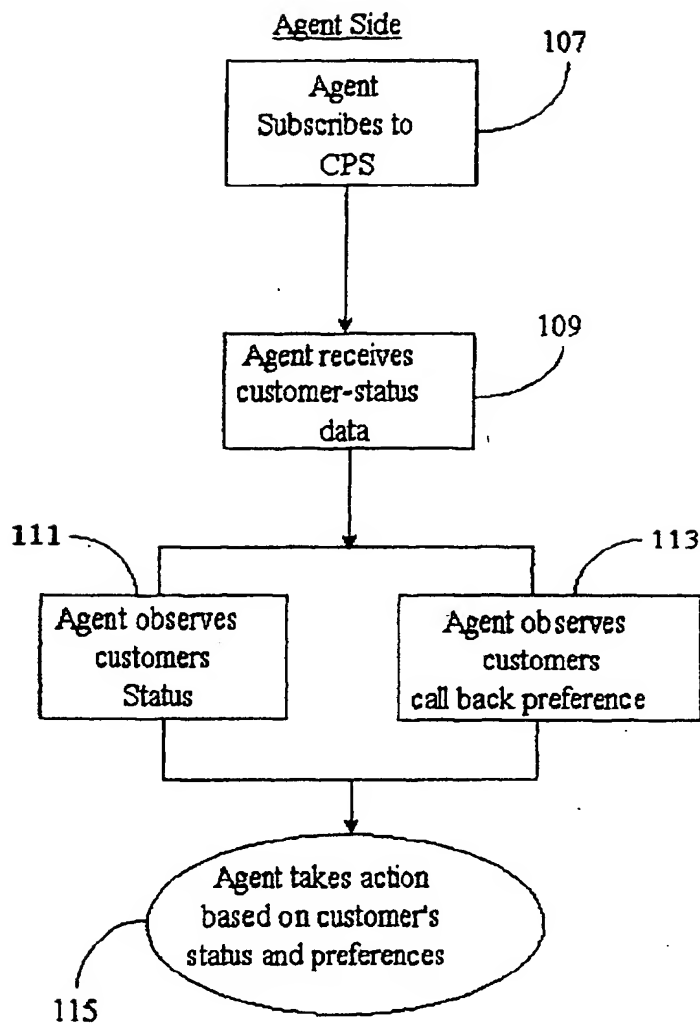 Agent Side
107
Agent
Subscribes to
CPS
109
Agent receives
customer-status
data
111
113
Agent observes
customers
Status
Agent observes
customers
call back preference
Agent takes action
based on customer's
status and preferences
115